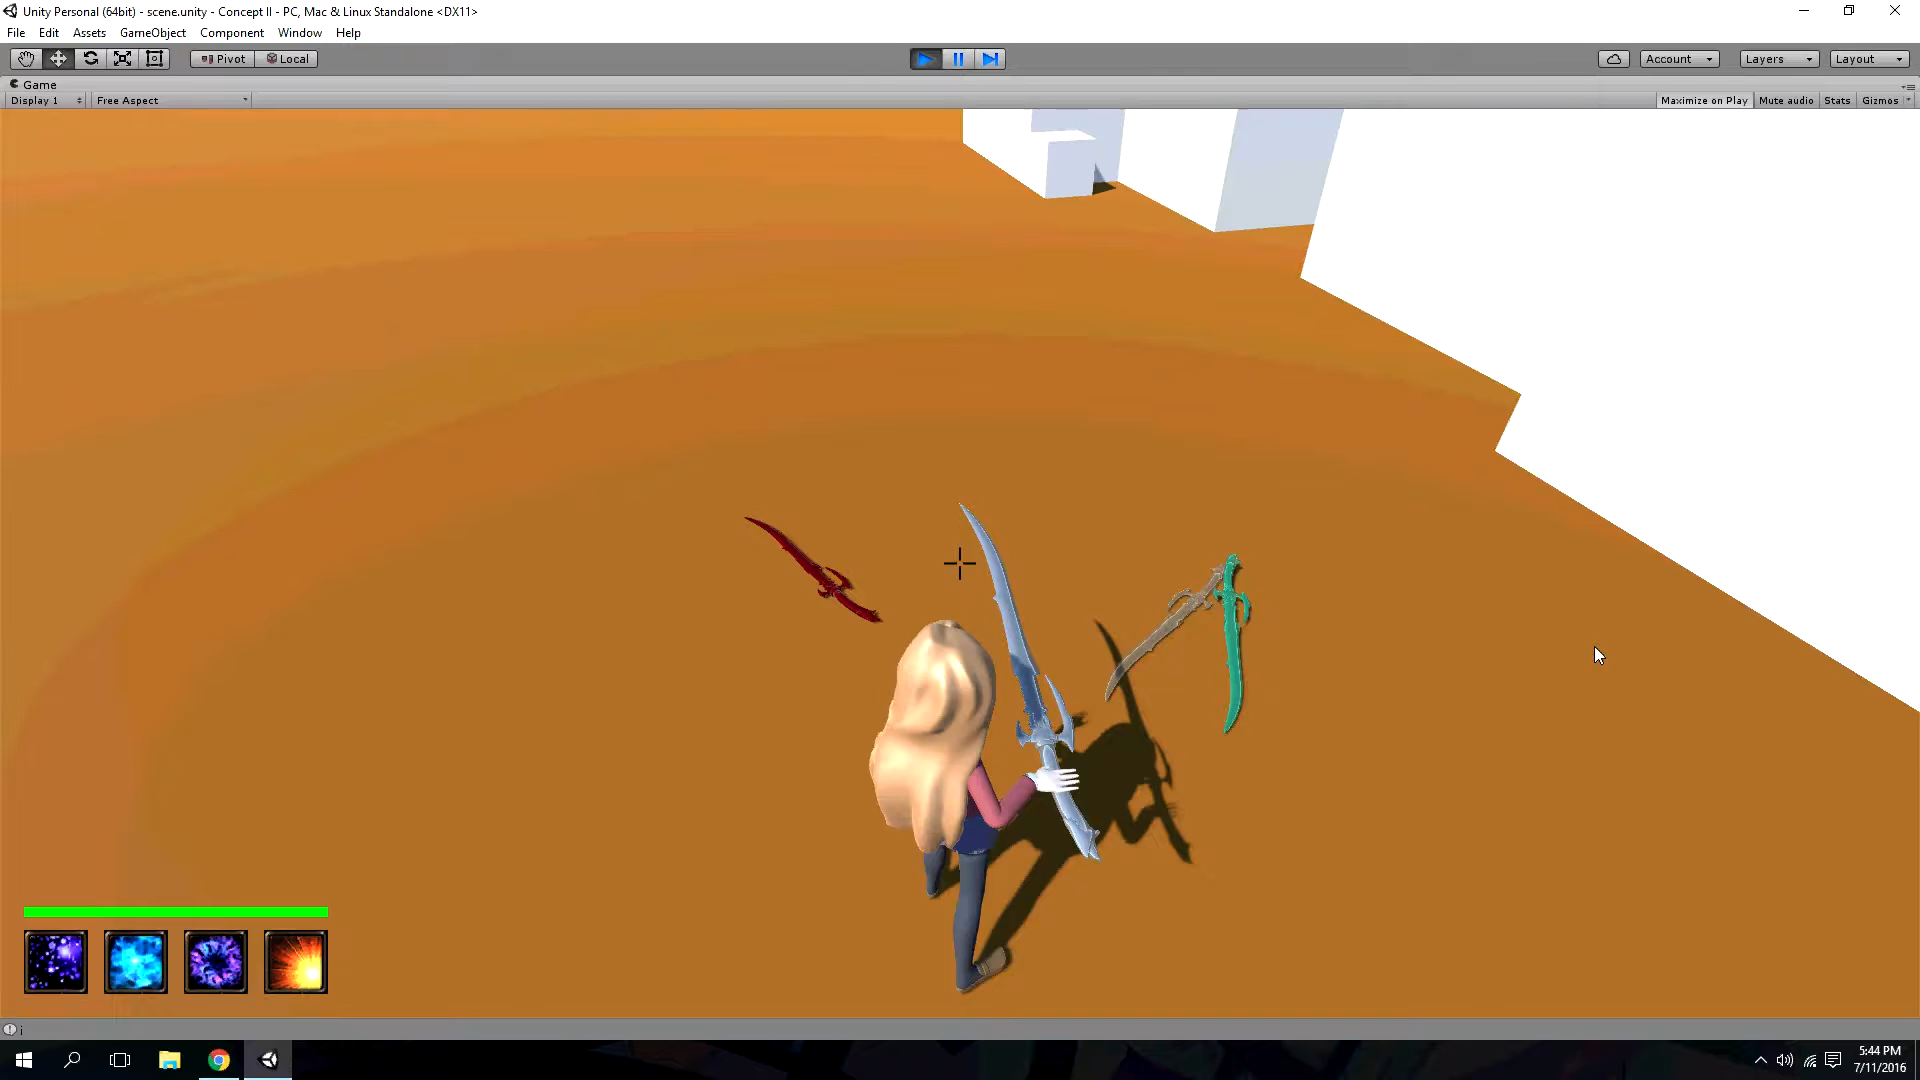 Unity Personal (64bit) - scene.unity - Concept II - PC, Mac & Linux Standalone <DX11>
File Edit Assets GameObject Component Window Help
Pivot Local Account Layers Layout
Game
Display 1 Free Aspect Maximize on Play Mute audio Stats Gizmos
i
5:44 PM
7/11/2016